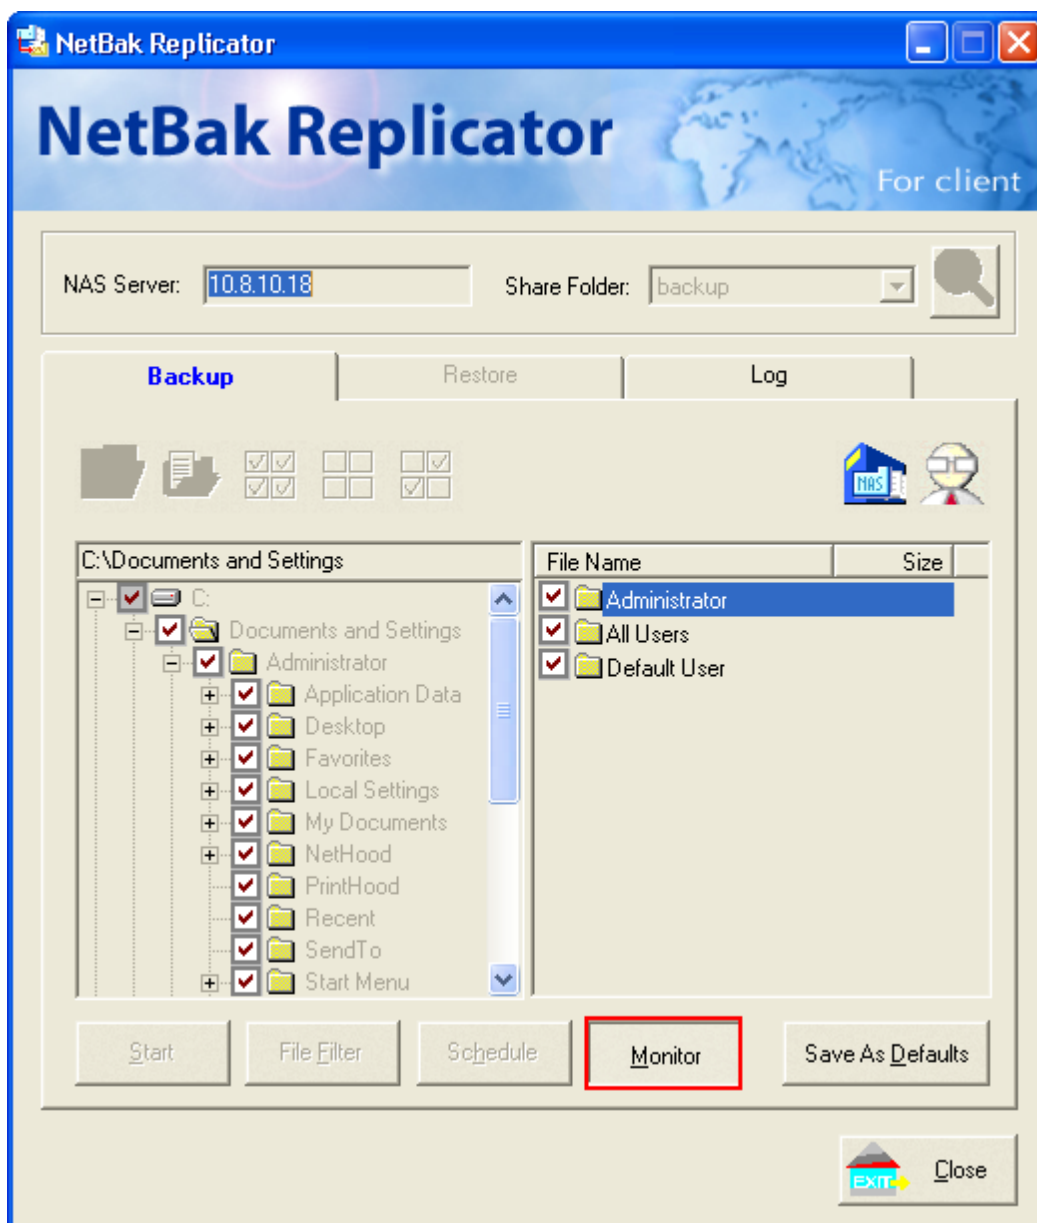 NetBak Replicator
NetBak Replicator
For client
NAS Server: 10.8.10.18 Share Folder: backup
Backup Restore Log
NAS
C:\Documents and Settings
C:
Documents and Settings
Administrator
Application Data
Desktop
Favorites
Local Settings
My Documents
NetHood
PrintHood
Recent
SendTo
Start Menu
File Name Size
Administrator
All Users
Default User
Start File Filter Schedule Monitor Save As Defaults
EXIT Close